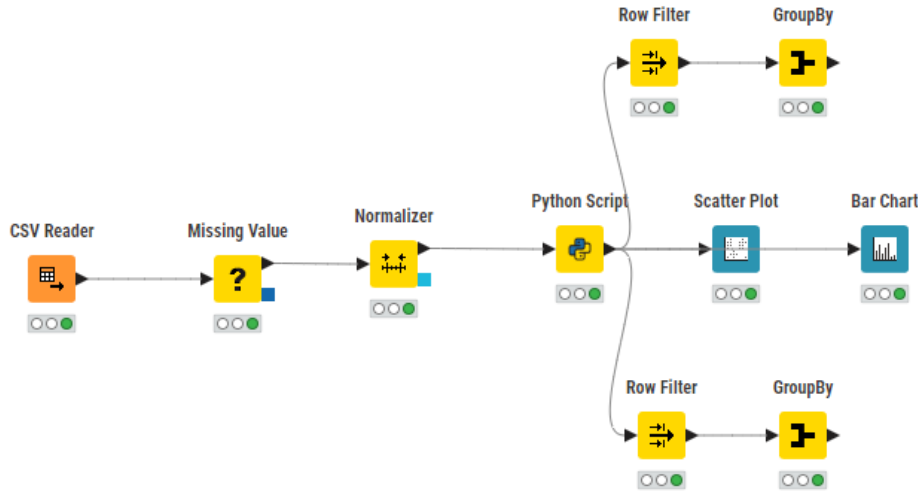 Row Filter
GroupBy
Python Script
Scatter Plot
Bar Chart
Normalizer
CSV Reader
Missing Value
?
Row Filter
GroupBy